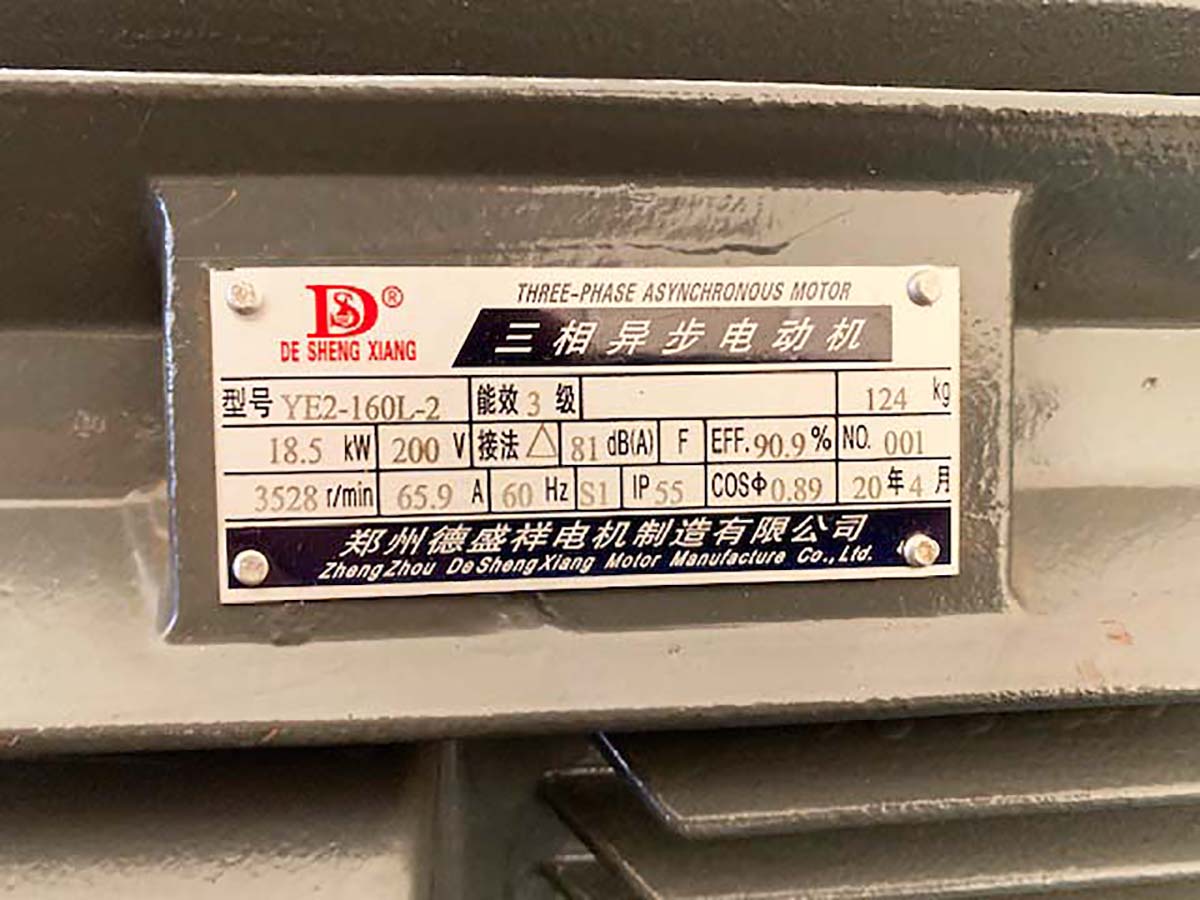 D ®
DE SHENG XIANG
THREE-PHASE ASYNCHRONOUS MOTOR
三相异步电动机
型号 YE2-160L-2 能效 3 级 124 kg
18.5 kW 200 V 接法 △ 81 dB(A) F EFF. 90.9 % NO. 001
3528 r/min 65.9 A 60 Hz S1 IP 55 COSΦ 0.89 20 年 4 月
郑州德盛祥电机制造有限公司
ZhengZhou DeShengXiang Motor Manufacture Co.,Ltd.